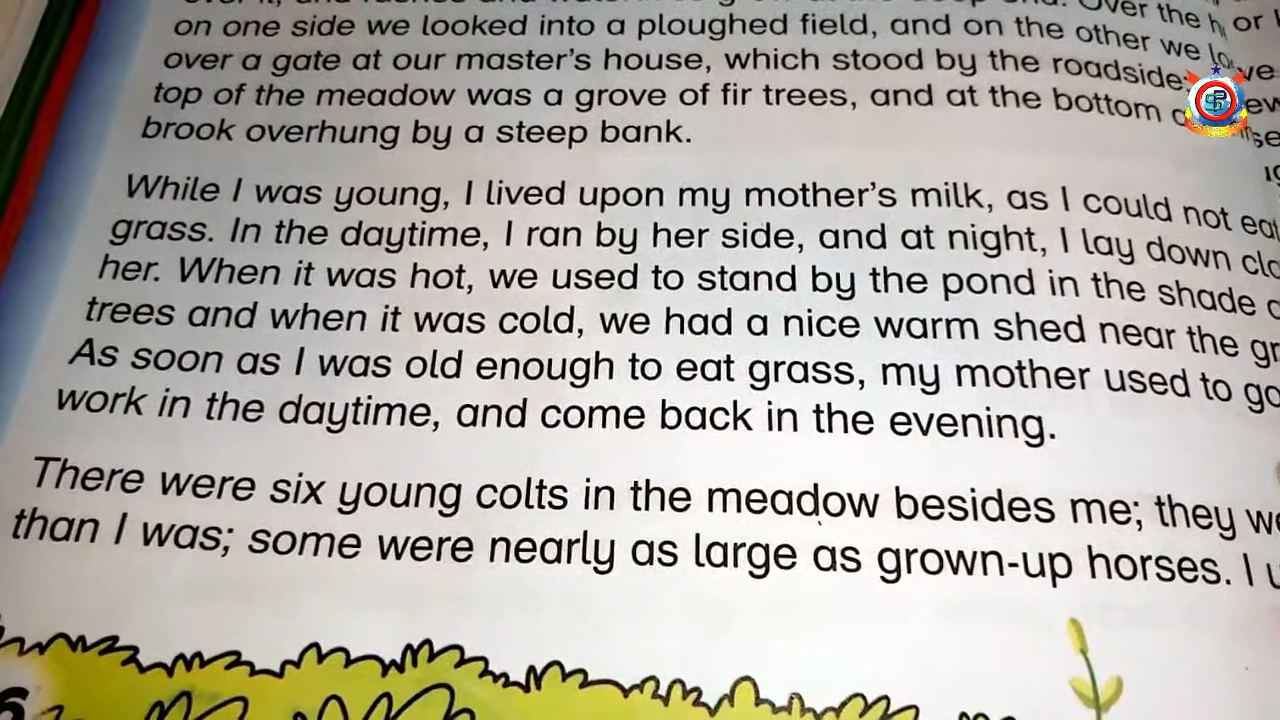 Over the
on one side we looked into a ploughed field, and on the other we
over a gate at our master's house, which stood by the roadside;
top of the meadow was a grove of fir trees, and at the bottom
brook overhung by a steep bank.
While I was young, I lived upon my mother's milk, as I could not eat
grass. In the daytime, I ran by her side, and at night, I lay down
her. When it was hot, we used to stand by the pond in the shade
trees and when it was cold, we had a nice warm shed near the
As soon as I was old enough to eat grass, my mother used to
work in the daytime, and come back in the evening.
There were six young colts in the meadow besides me; they
than I was; some were nearly as large as grown-up horses. I